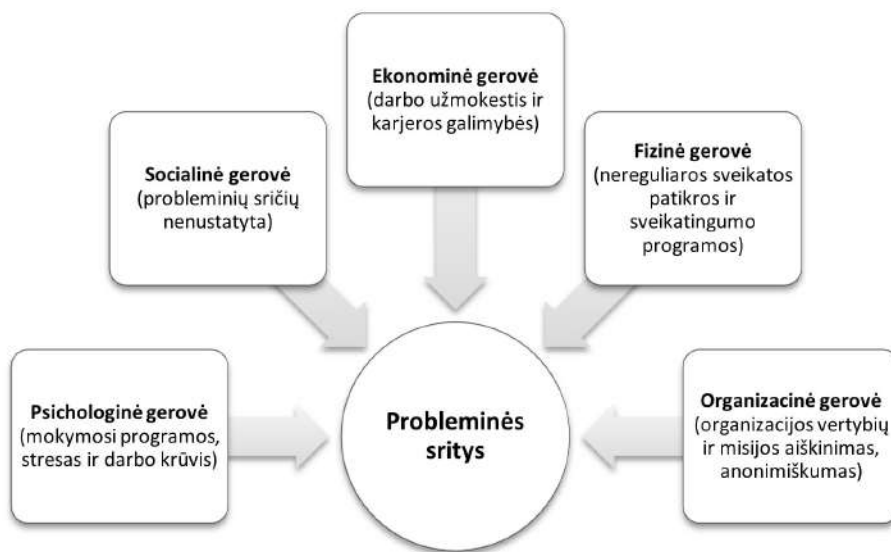 Ekonominė gerovė
(darbo užmokestis ir
karjeros galimybės)
Socialinė gerovė
(probleminių sričių
nenustatyta)
Fizinė gerovė
(nereguliaros sveikatos
patikros ir
sveikatingumo
programos)
Psichologinė gerovė
(mokymosi programos,
stresas ir darbo krūvis)
Probleminės
sritys
Organizacinė gerovė
(organizacijos vertybių
ir misijos aiškinimas,
anonimiškumas)